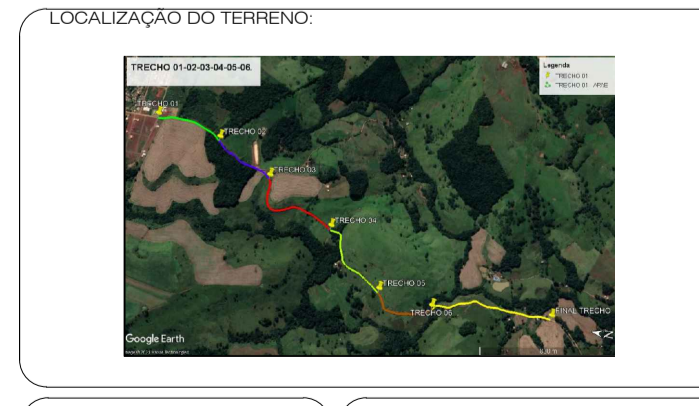 LOCALIZAÇÃO DO TERRENO:
TRECHO 01-02-03-04-05-06.
Legenda
TRECHO 01
TRECHO 01
TRECHO 01
TRECHO 03
TRECHO 04
TRECHO 05
TRECHO 06
FINAL TRECHO
Google Earth
N